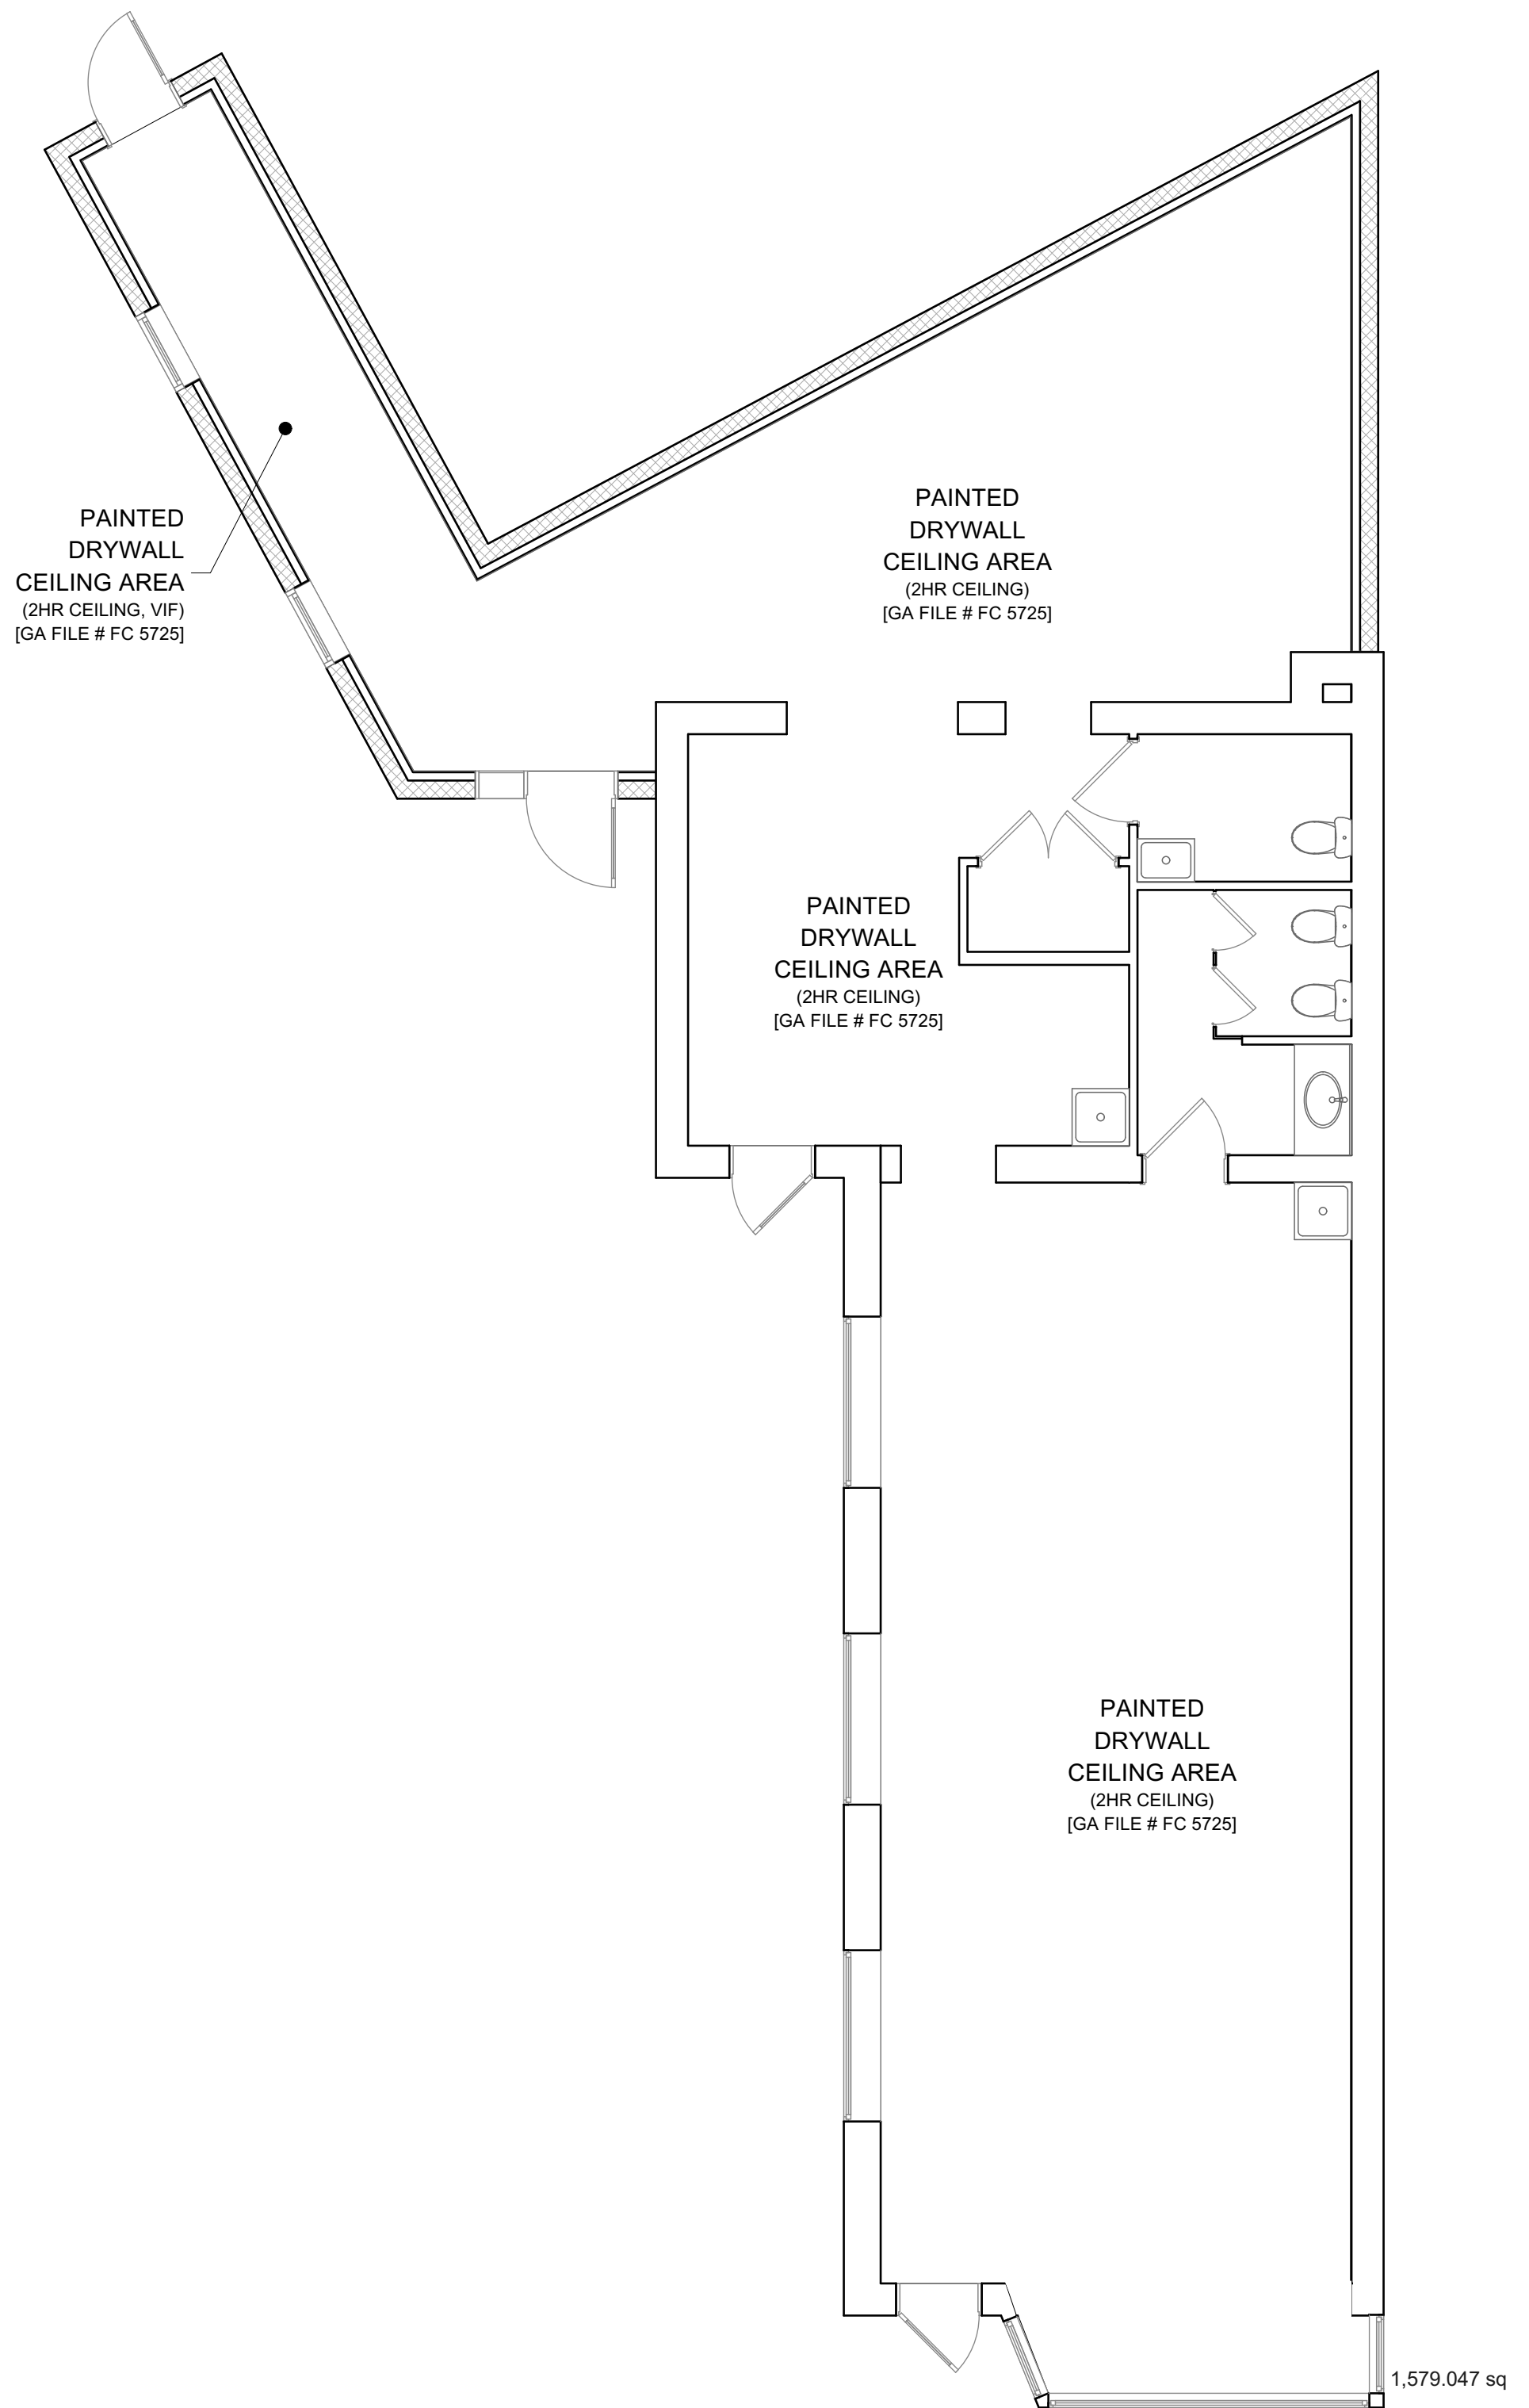 PAINTED
DRYWALL
CEILING AREA
(2HR CEILING)
[GA FILE # FC 5725]
PAINTED
DRYWALL
CEILING AREA
(2HR CEILING, VIF)
[GA FILE # FC 5725]
PAINTED
DRYWALL
CEILING AREA
(2HR CEILING)
[GA FILE # FC 5725]
PAINTED
DRYWALL
CEILING AREA
(2HR CEILING)
[GA FILE # FC 5725]
1,579.047 sq